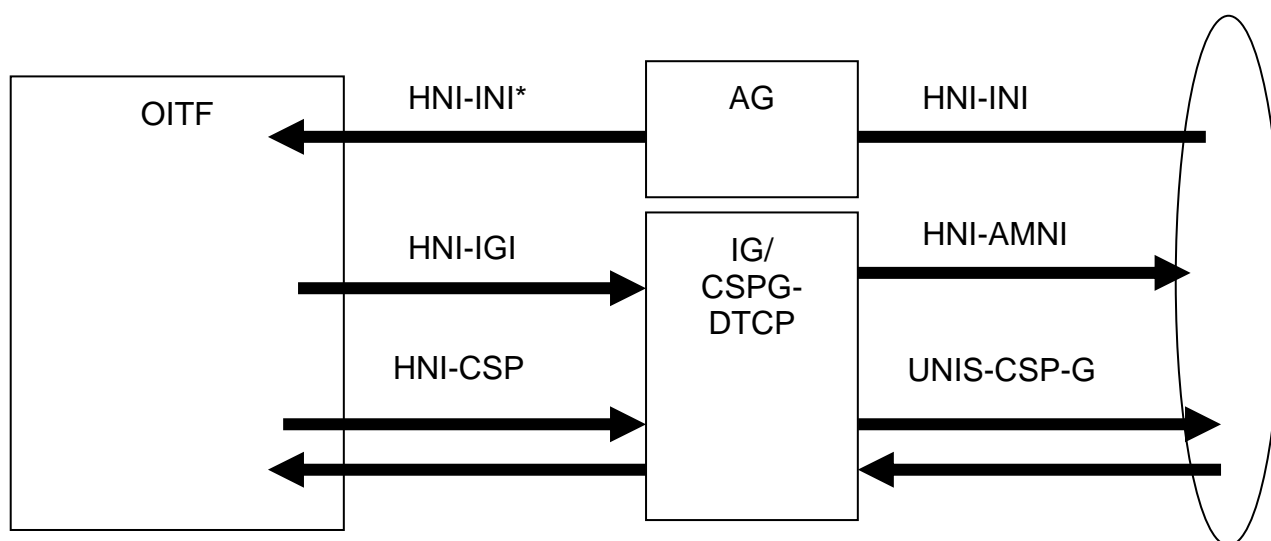 OITF
HNI-INI*
AG
HNI-INI
HNI-IGI
IG/
CSPG-
DTCP
HNI-AMNI
HNI-CSP
UNIS-CSP-G